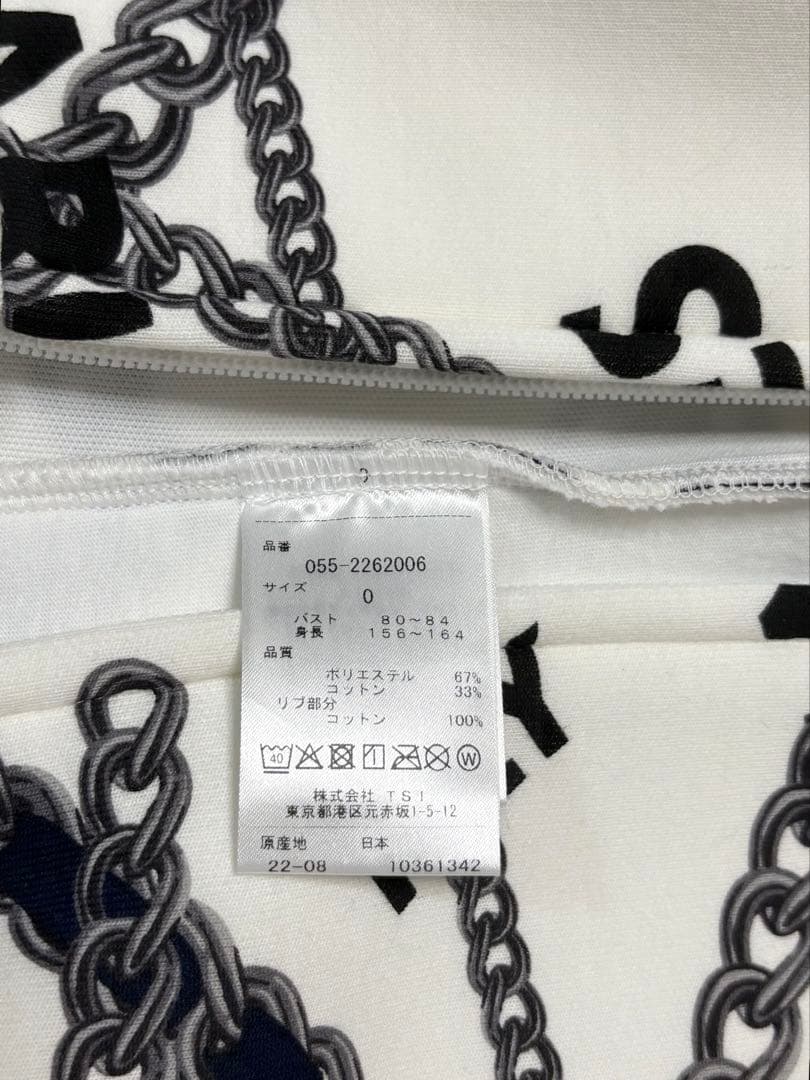 品番
055-2262006
サイズ
0
バスト 80～84
身長 156～164
品質
ポリエステル 67%
コットン 33%
リブ部分
コットン 100%
40 W
株式会社 TSI
東京都港区元赤坂1-5-12
原産地 日本
22-08 10361342